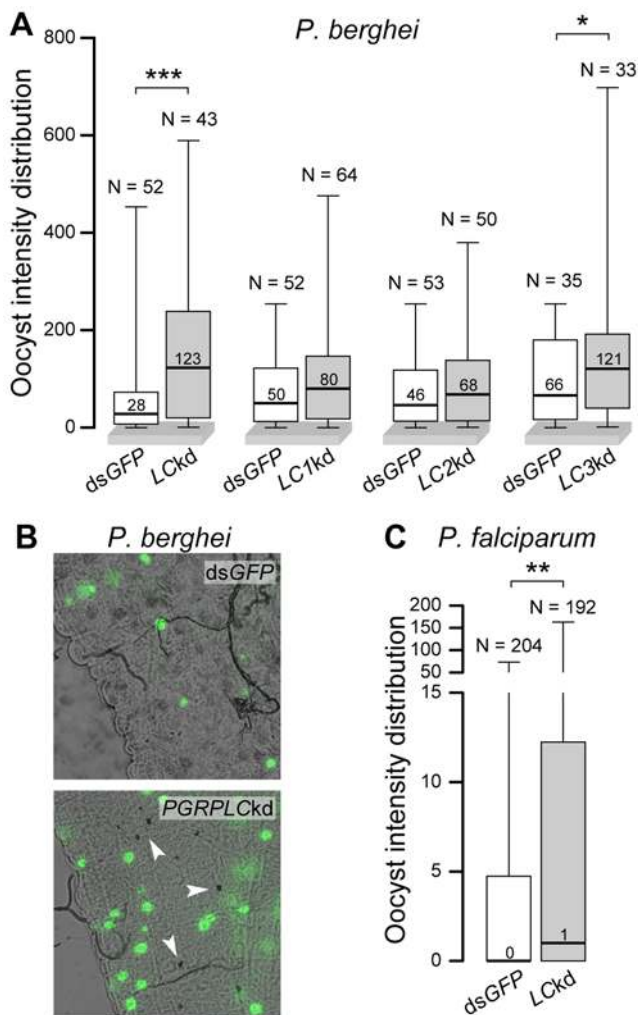 A
P. berghei
Oocyst intensity distribution
800
600
400
200
0
***
*
N = 52
N = 43
N = 52
N = 64
N = 53
N = 50
N = 35
N = 33
28
123
50
80
46
68
66
121
dsGFP
LCkd
dsGFP
LC1kd
dsGFP
LC2kd
dsGFP
LC3kd
B
P. berghei
dsGFP
PGRPLCkd
C
P. falciparum
Oocyst intensity distribution
**
200
150
100
50
15
10
5
0
N = 204
N = 192
0
1
dsGFP
LCkd